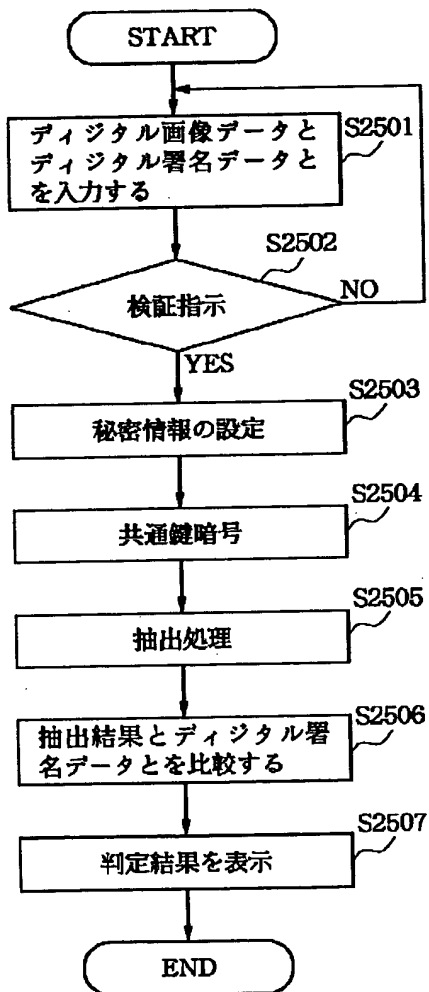 START
ディジタル画像データと
ディジタル署名データと
を入力する
S2501
S2502
検証指示
NO
YES
S2503
秘密情報の設定
S2504
共通鍵暗号
S2505
抽出処理
S2506
抽出結果とディジタル署
名データとを比較する
S2507
判定結果を表示
END